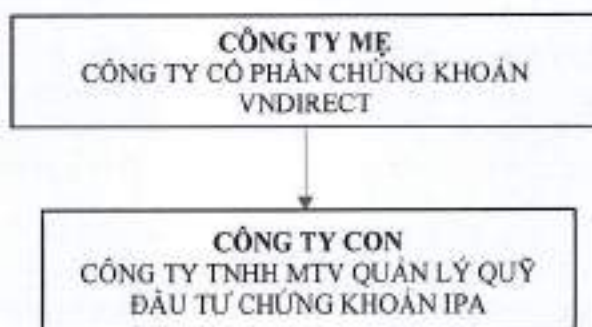 CÔNG TY MẸ
CÔNG TY CỔ PHẦN CHỨNG KHOÁN
VNDIRECT
CÔNG TY CON
CÔNG TY TNHH MTV QUẢN LÝ QUỸ
ĐẦU TƯ CHỨNG KHOÁN IPA